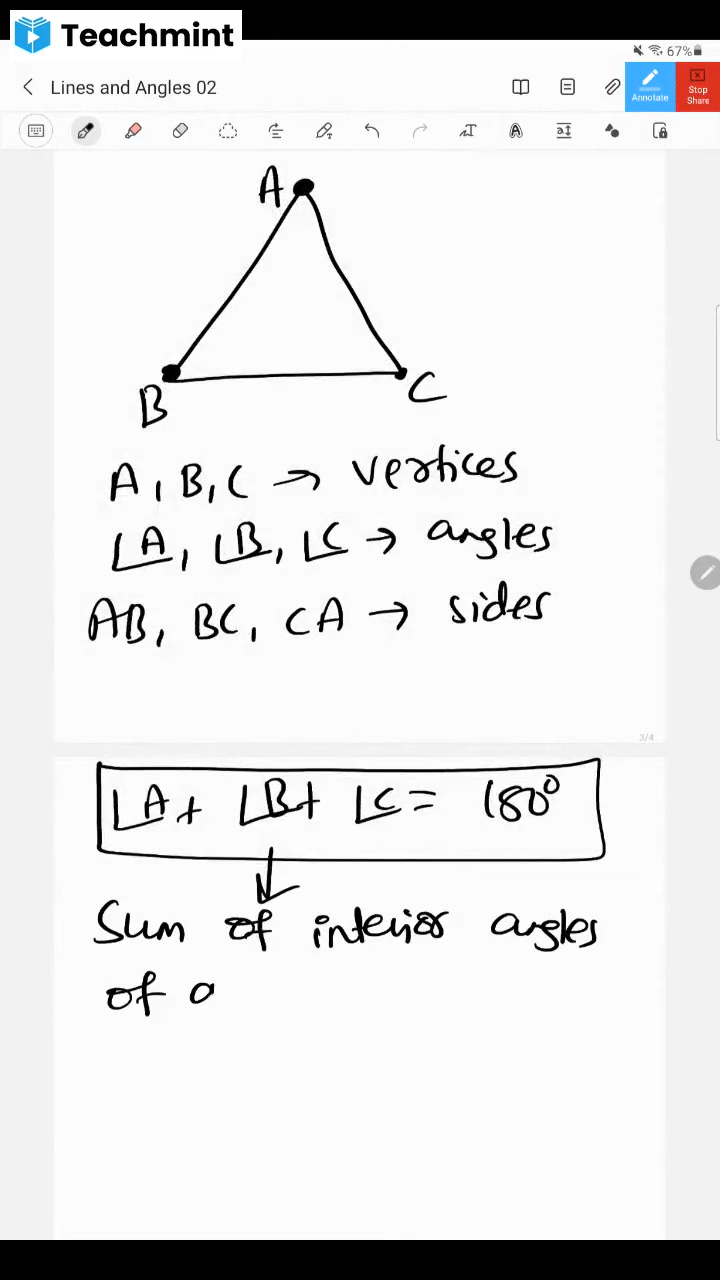 Teachmint
67%
Lines and Angles 02
Annotate
Stop
Share
A
B
C
A, B, C → vertices
∠A, ∠B, ∠C → angles
AB, BC, CA → sides
3/4
∠A + ∠B + ∠C = 180°
Sum of interior angles
of a